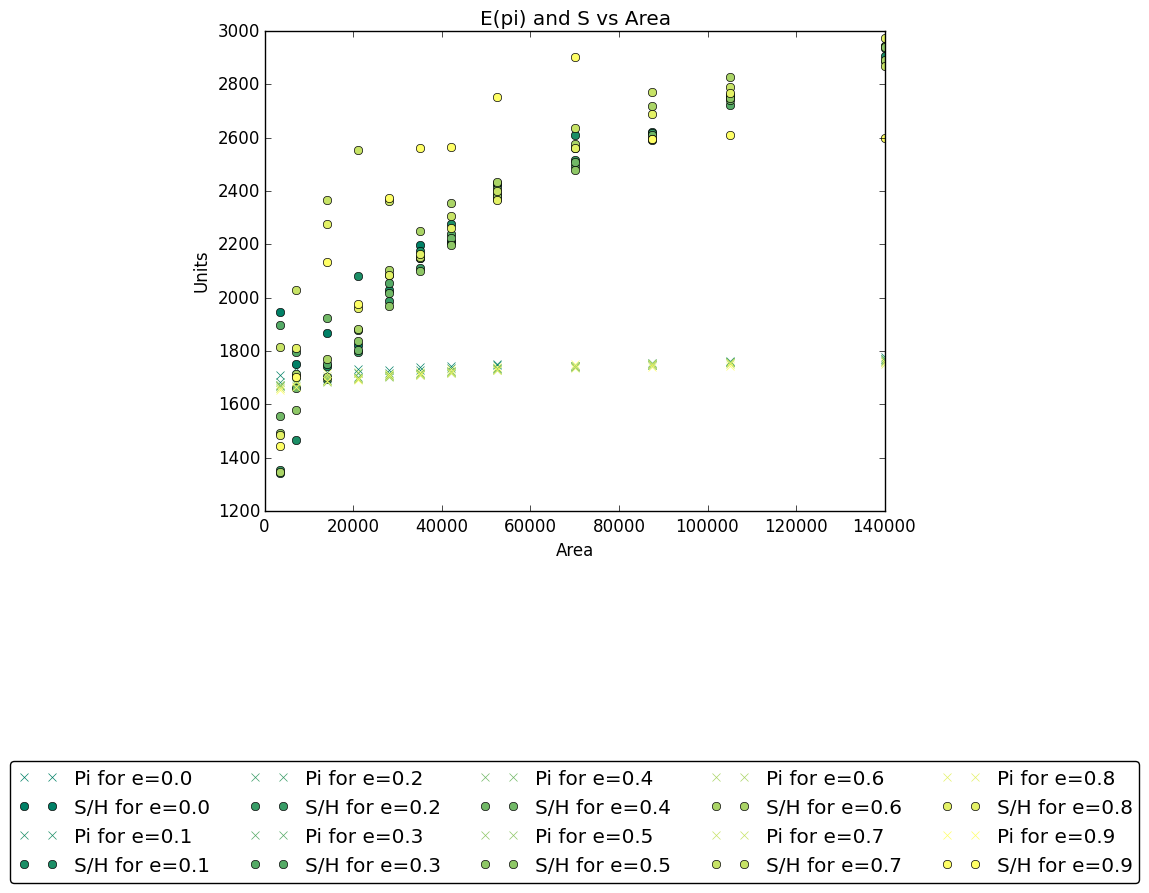 E(pi) and S vs Area
3000
2800
2600
2400
2200
2000
1800
1600
1400
1200
Units
0 20000 40000 60000 80000 100000 120000 140000
Area
Pi for e=0.0 Pi for e=0.2 Pi for e=0.4 Pi for e=0.6 Pi for e=0.8
S/H for e=0.0 S/H for e=0.2 S/H for e=0.4 S/H for e=0.6 S/H for e=0.8
Pi for e=0.1 Pi for e=0.3 Pi for e=0.5 Pi for e=0.7 Pi for e=0.9
S/H for e=0.1 S/H for e=0.3 S/H for e=0.5 S/H for e=0.7 S/H for e=0.9